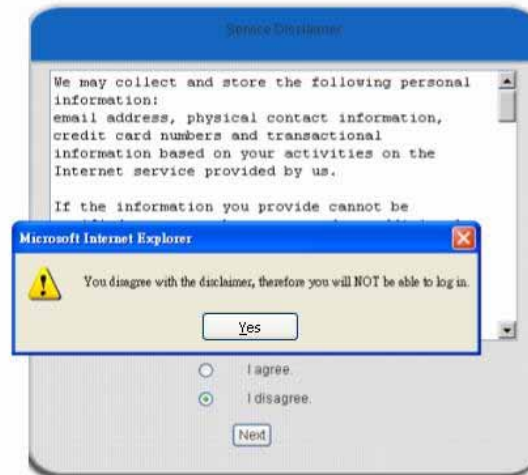 Service Disclaimer
We may collect and store the following personal
information:
email address, physical contact information,
credit card numbers and transactional
information based on your activities on the
Internet service provided by us.
If the information you provide cannot be
Microsoft Internet Explorer
You disagree with the disclaimer, therefore you will NOT be able to log in.
Yes
I agree.
I disagree.
Next